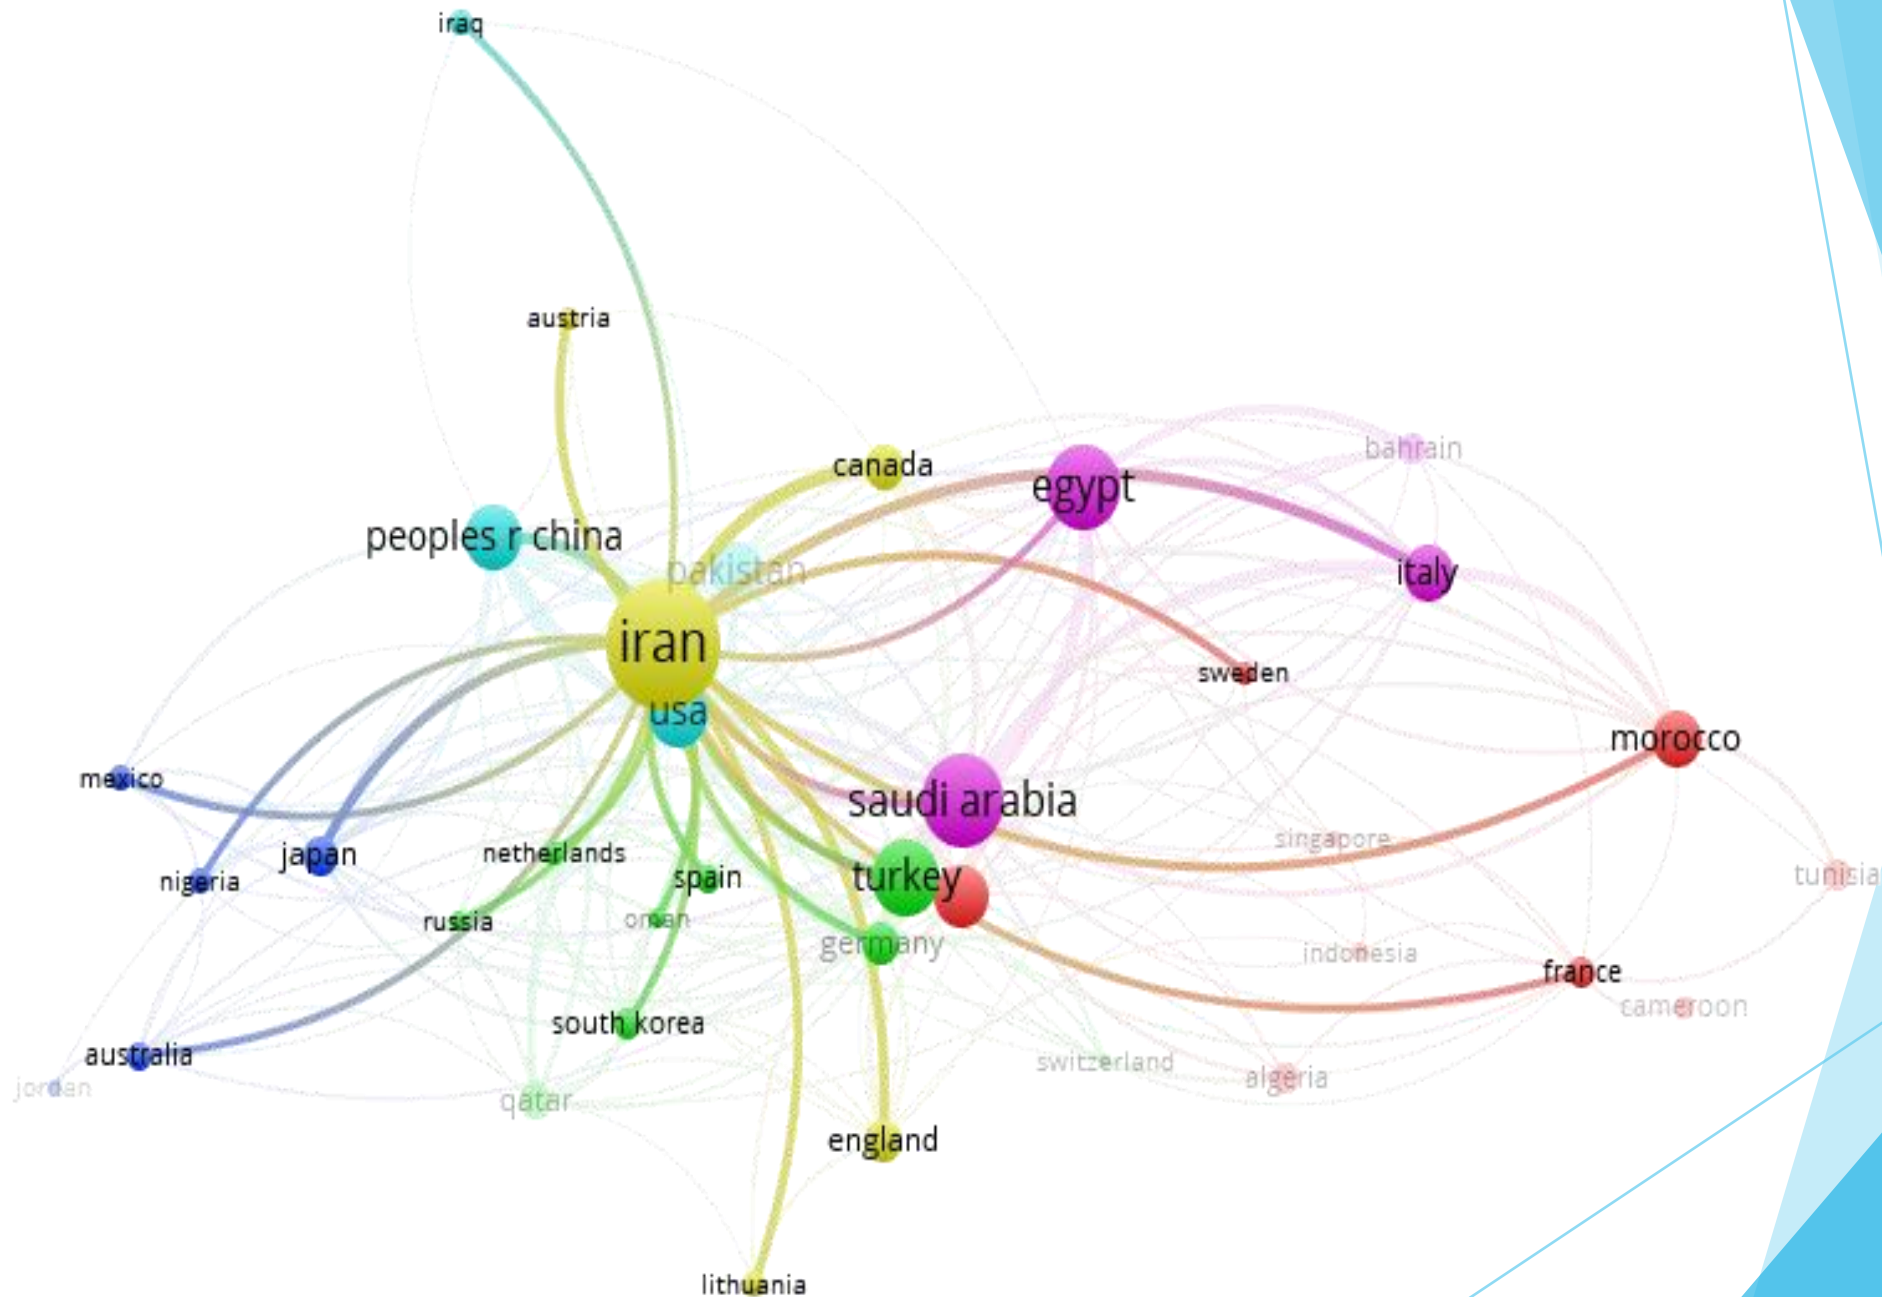 iraq
austria
canada
bahrain
egypt
peoples r china
pakistan
italy
iran
sweden
usa
morocco
mexico
saudi arabia
singapore
netherlands
japan
tunisia
turkey
spain
nigeria
oman
russia
germany
indonesia
france
cameroon
south korea
australia
switzerland
algeria
jordan
qatar
england
lithuania